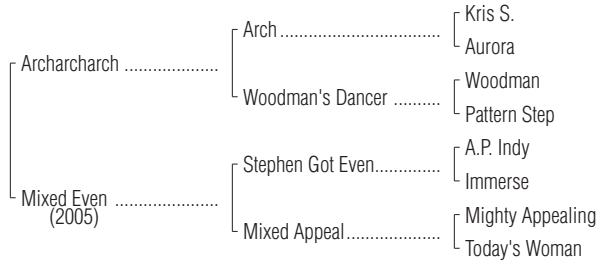 Kris S.
Arch ........................................
Aurora
Archarcharch ....................
Woodman
Woodman's Dancer ..........
Pattern Step
A.P. Indy
Stephen Got Even..............
Immerse
Mixed Even ......................
(2005)
Mighty Appealing
Mixed Appeal....................
Today's Woman